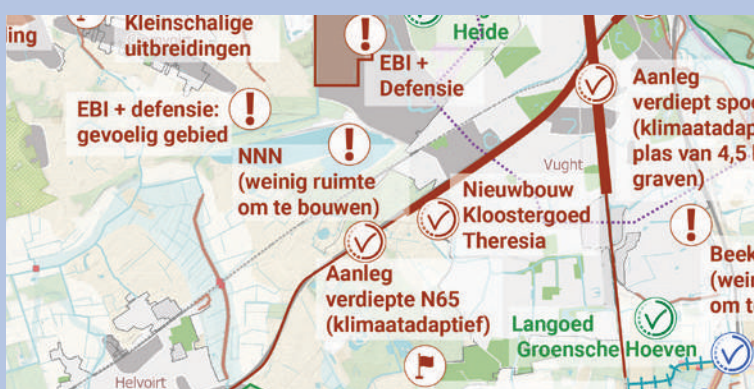 Kleinschalige
uitbreidingen
ing
Heide
EBI +
Defensie
EBI + defensie:
gevoelig gebied
NNN
(weinig ruimte
om te bouwen)
Aanleg
verdiept spoo
(klimaatadap
plas van 4,5
graven)
Vught
Nieuwbouw
Kloostergoed
Theresia
Aanleg
verdiepte N65
(klimaatadaptief)
Beek
(wein
om t
Langoed
Groensche Hoeven
Helvoirt